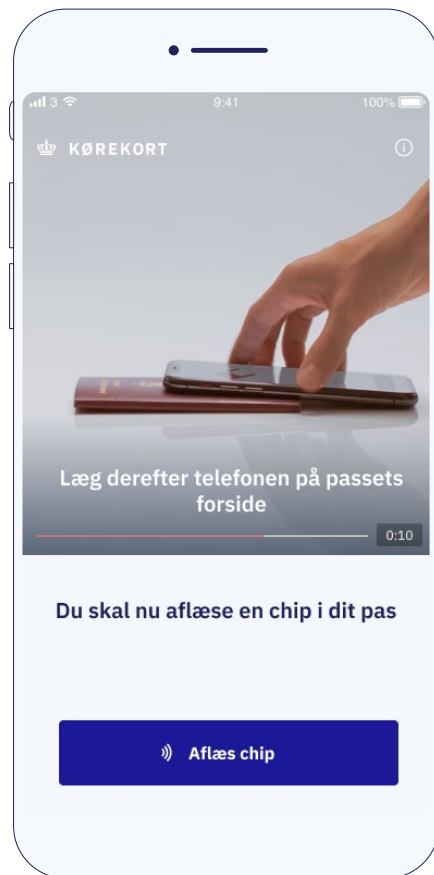 3 9:41 100%
KØREKORT
Læg derefter telefonen på passets
forside
0:10
Du skal nu aflæse en chip i dit pas
Aflæs chip